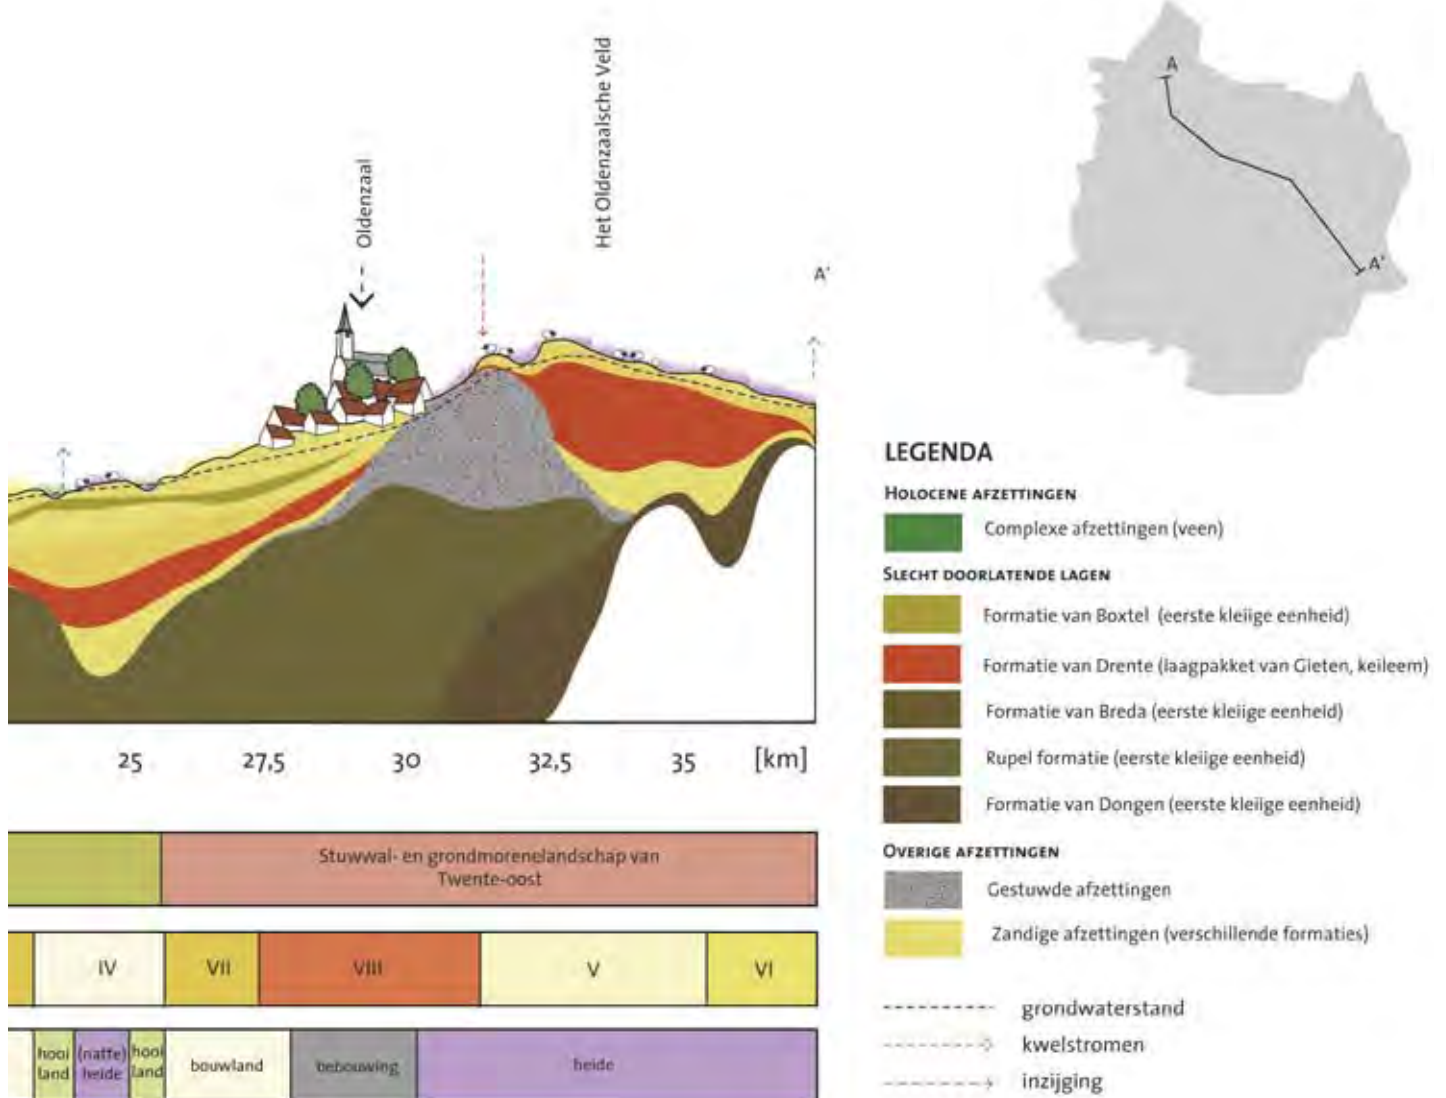 Oldenzaal
Het Oldenzaalsche Veld
A'
A
A'
25
27,5
30
32,5
35
[km]
Stuwwal- en grondmorenelandschap van
Twente-oost
IV
VII
VIII
V
VI
hooi
land
(natte)
heide
hooi
land
bouwland
bebouwing
heide
LEGENDA
HOLOCENE AFZETTINGEN
Complexe afzettingen (veen)
SLECHT DOORLATENDE LAGEN
Formatie van Boxtel (eerste kleiige eenheid)
Formatie van Drente (laagpakket van Gieten, keileem)
Formatie van Breda (eerste kleiige eenheid)
Rupel formatie (eerste kleiige eenheid)
Formatie van Dongen (eerste kleiige eenheid)
OVERIGE AFZETTINGEN
Gestuwde afzettingen
Zandige afzettingen (verschillende formaties)
grondwaterstand
kwelstromen
inzijging